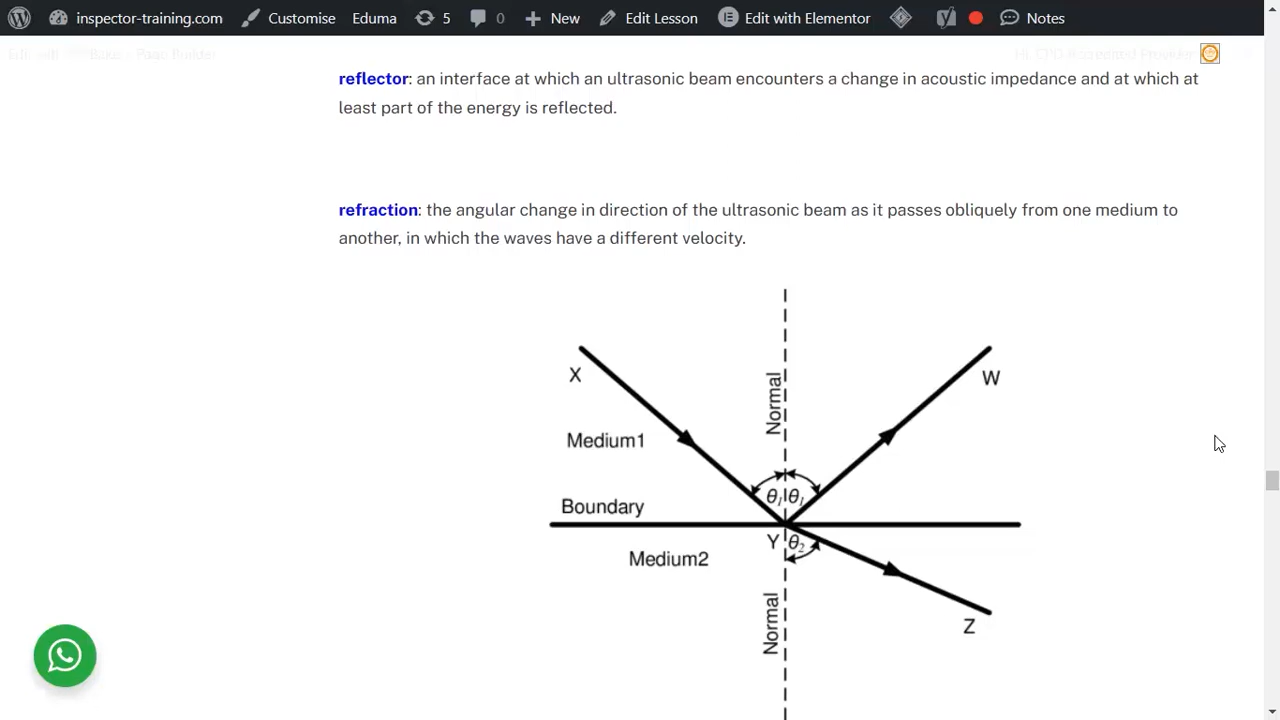 inspector-training.com Customise Eduma 5 0 New Edit Lesson Edit with Elementor Notes
reflector: an interface at which an ultrasonic beam encounters a change in acoustic impedance and at which at
least part of the energy is reflected.
refraction: the angular change in direction of the ultrasonic beam as it passes obliquely from one medium to
another, in which the waves have a different velocity.
X
W
Normal
Medium1
θ₁ θ₁
Boundary
Y θ₂
Medium2
Normal
Z